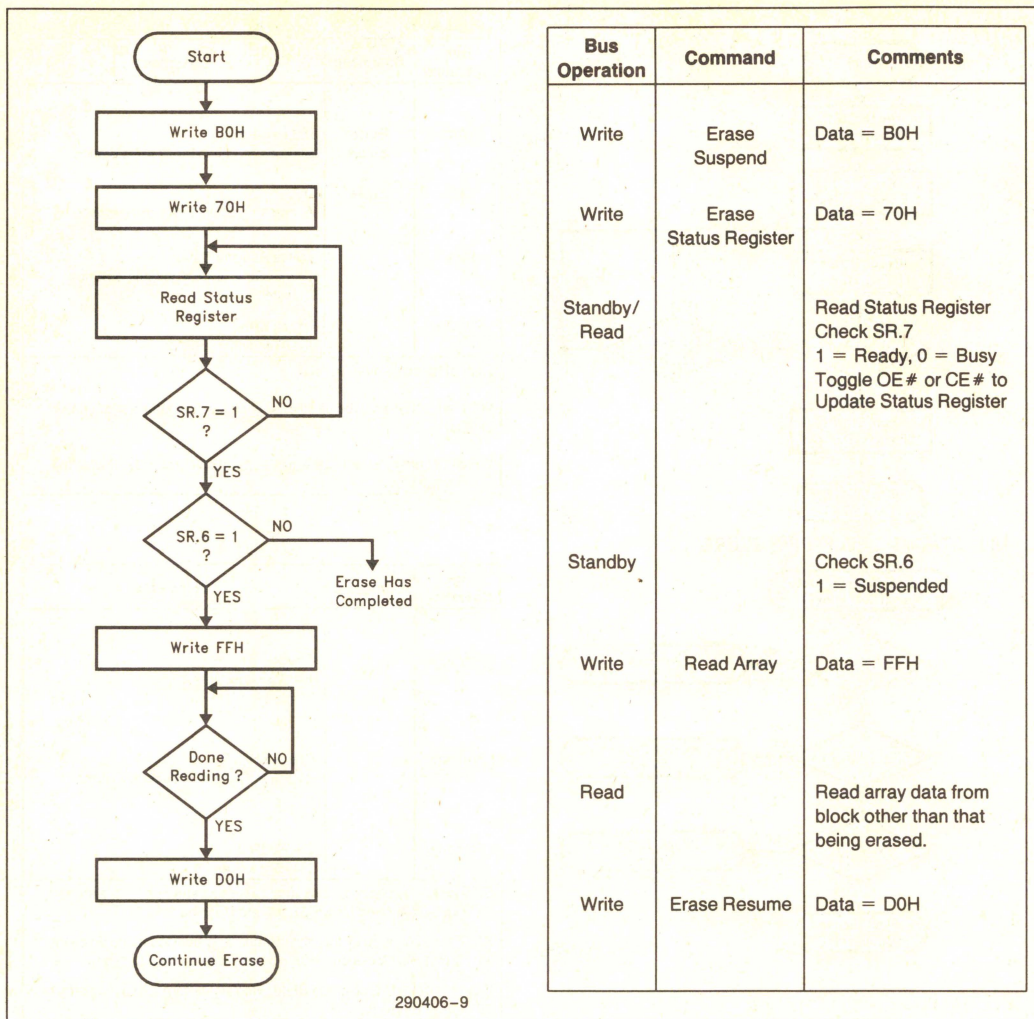 Start
Write B0H
Write 70H
Read Status
Register
SR.7 = 1
?
NO
YES
SR.6 = 1
?
NO
Erase Has
Completed
YES
Write FFH
Done
Reading ?
NO
YES
Write D0H
Continue Erase
290406–9
Bus
Operation
Command
Comments
Write
Erase
Suspend
Data = B0H
Write
Erase
Status Register
Data = 70H
Standby/
Read
Read Status Register
Check SR.7
1 = Ready, 0 = Busy
Toggle OE# or CE# to
Update Status Register
Standby
Check SR.6
1 = Suspended
Write
Read Array
Data = FFH
Read
Read array data from
block other than that
being erased.
Write
Erase Resume
Data = D0H